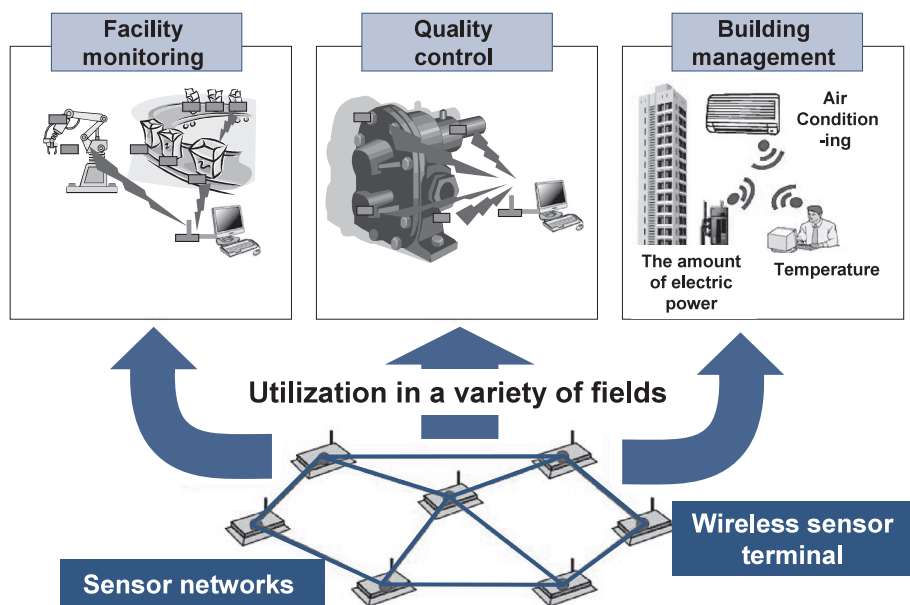 Facility
monitoring
Quality
control
Building
management
Air
Condition
-ing
The amount
of electric
power
Temperature
Utilization in a variety of fields
Wireless sensor
terminal
Sensor networks